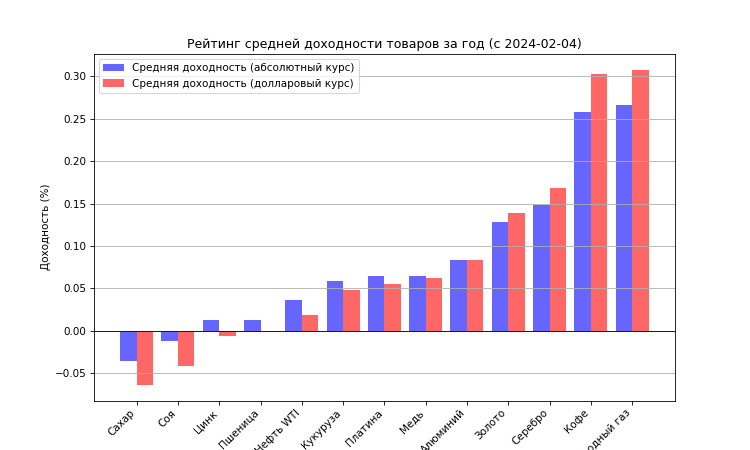 Рейтинг средней доходности товаров за год (с 2024-02-04)
Средняя доходность (абсолютный курс)
Средняя доходность (долларовый курс)
Доходность (%)
0.30
0.25
0.20
0.15
0.10
0.05
0.00
−0.05
Сахар
Соя
Цинк
Пшеница
Нефть WTI
Кукуруза
Платина
Медь
Алюминий
Золото
Серебро
Кофе
газ